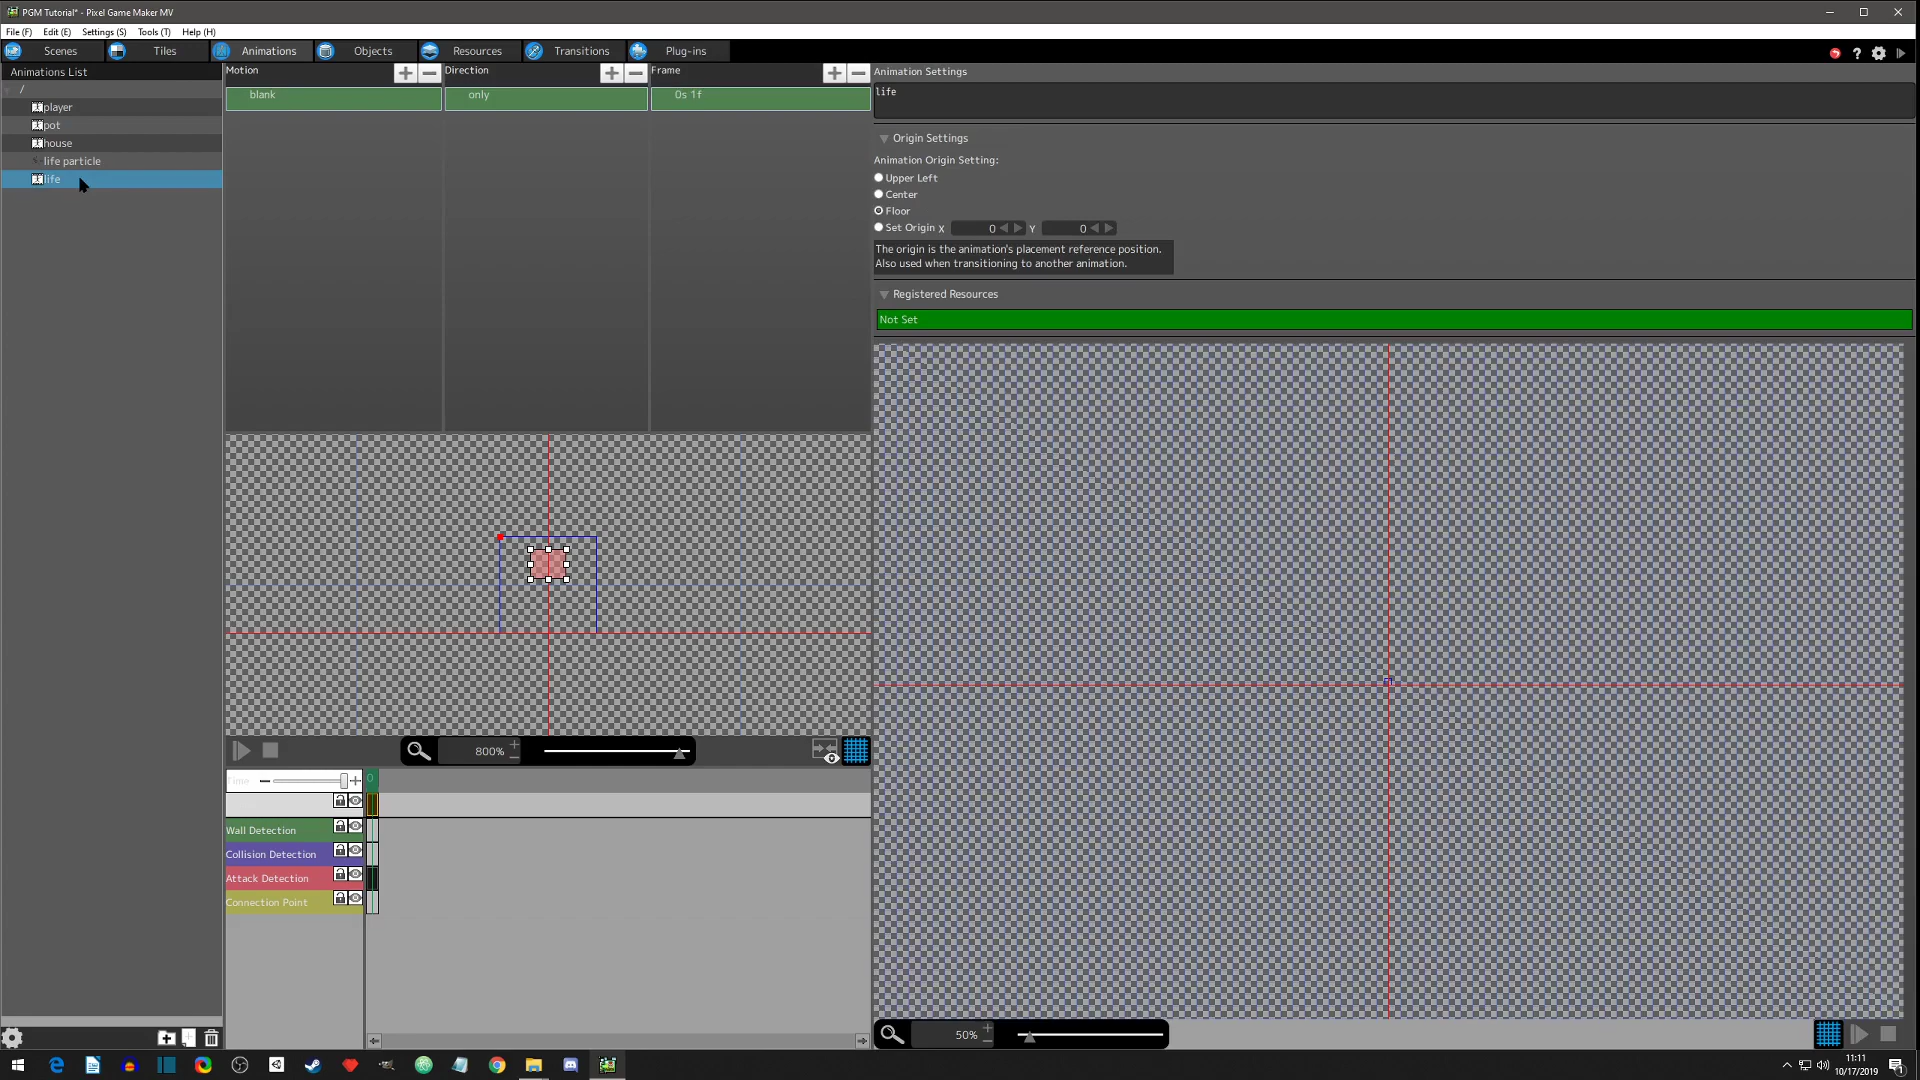 PGM Tutorial* - Pixel Game Maker MV
File (F) Edit (E) Settings (S) Tools (T) Help (H)
Scenes Tiles Animations Objects Resources Transitions Plug-ins
Animations List
/
player
pot
house
life particle
life
Motion Direction Frame
blank only 0s 1f
Animation Settings
life
Origin Settings
Animation Origin Setting:
Upper Left
Center
Floor
Set Origin X 0 Y 0
The origin is the animation's placement reference position.
Also used when transitioning to another animation.
Registered Resources
Not Set
800%
Time 0
Wall Detection
Collision Detection
Attack Detection
Connection Point
50%
11:11
10/17/2019